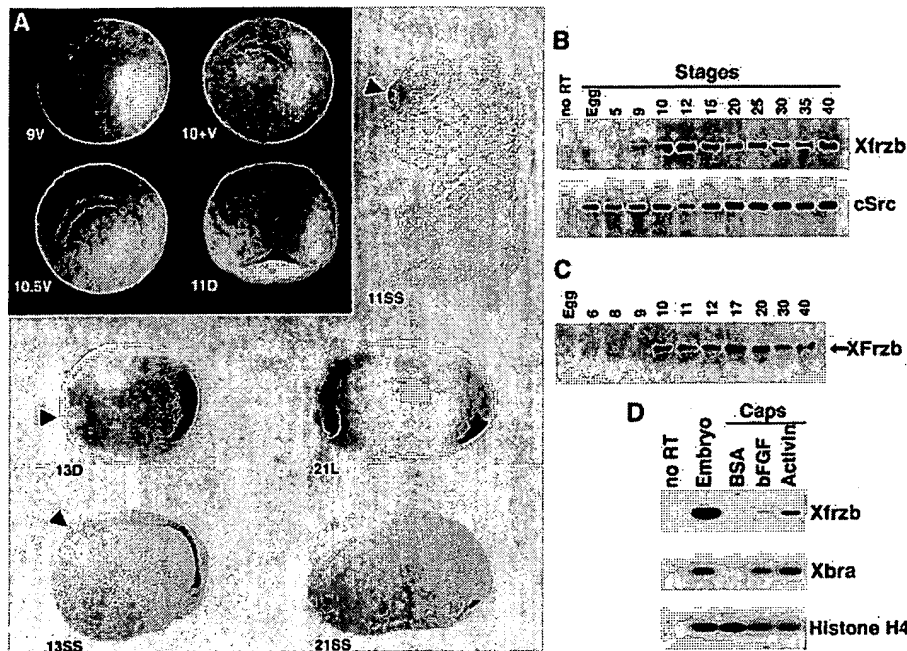 A
9V
10+V
10.5V
11D
11SS
13D
21L
13SS
21SS
B
Stages
no RT Egg 5 9 10 12 15 20 25 30 35 40
Xfrzb
cSrc
C
Egg 6 8 9 10 11 12 17 20 30 40
XFrzb
D
Caps
no RT Embryo BSA bFGF Activin
Xfrzb
Xbra
Histone H4